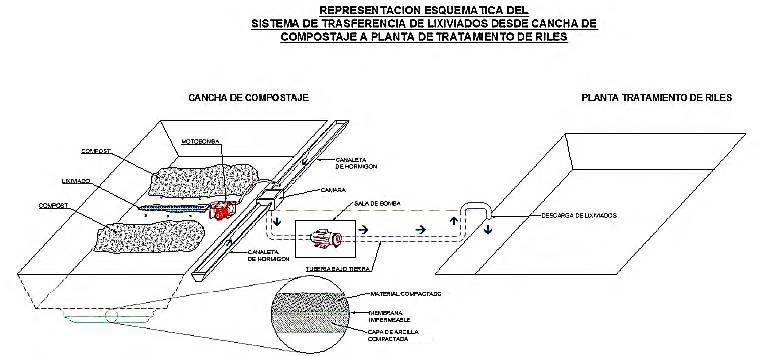 REPRESENTACION ESQUEMATICA DEL
SISTEMA DE TRASFERENCIA DE LIXIVIADOS DESDE CANCHA DE
COMPOSTAJE A PLANTA DE TRATAMIENTO DE RILES
CANCHA DE COMPOSTAJE
PLANTA TRATAMIENTO DE RILES
MOTOBOMBA
COMPOST
CANALETA
DE HORMIGON
LIXIVIADO
CAMARA
COMPOST
SALA DE BOMBA
DESCARGA DE LIXIVIADOS
CANALETA
DE HORMIGON
TUBERIA BAJO TIERRA
MATERIAL COMPACTADO
MEMBRANA
IMPERMEABLE
CAPA DE ARCILLA
COMPACTADA